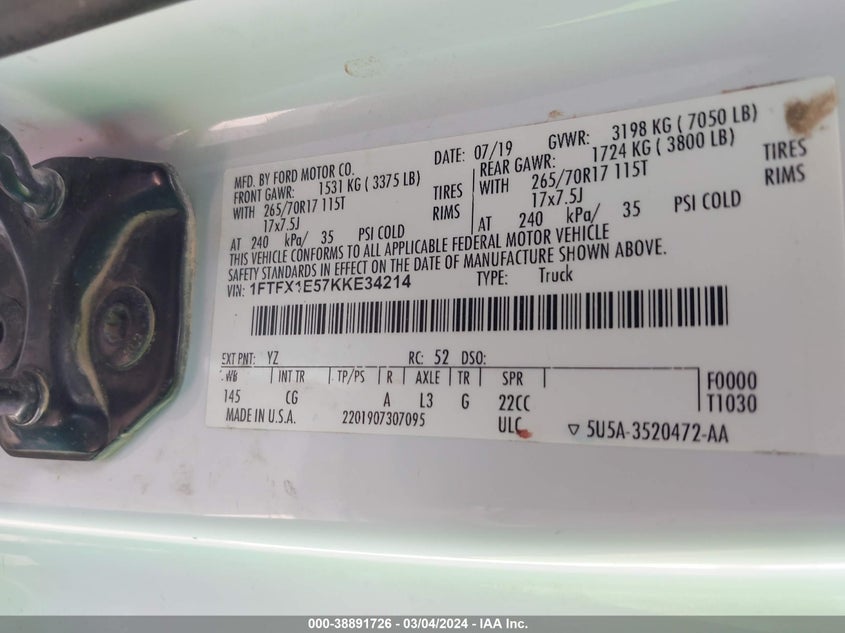 MFD. BY FORD MOTOR CO. DATE: 07/19 GVWR: 3198 KG ( 7050 LB)
FRONT GAWR: 1531 KG ( 3375 LB) REAR GAWR: 1724 KG ( 3800 LB)
WITH 265/70R17 115T TIRES WITH 265/70R17 115T TIRES
17x7.5J RIMS 17x7.5J RIMS
AT 240 kPa/ 35 PSI COLD AT 240 kPa/ 35 PSI COLD
THIS VEHICLE CONFORMS TO ALL APPLICABLE FEDERAL MOTOR VEHICLE
SAFETY STANDARDS IN EFFECT ON THE DATE OF MANUFACTURE SHOWN ABOVE.
VIN: 1FTFX1E57KKE34214 TYPE: Truck
EXT PNT: YZ RC: 52 DSO:
WB INT TR TP/PS R AXLE TR SPR F0000
145 CG A L3 G 22CC T1030
MADE IN U.S.A. 2201907307095 ULC ▽ 5U5A-3520472-AA
000-38891726 - 03/04/2024 - IAA Inc.